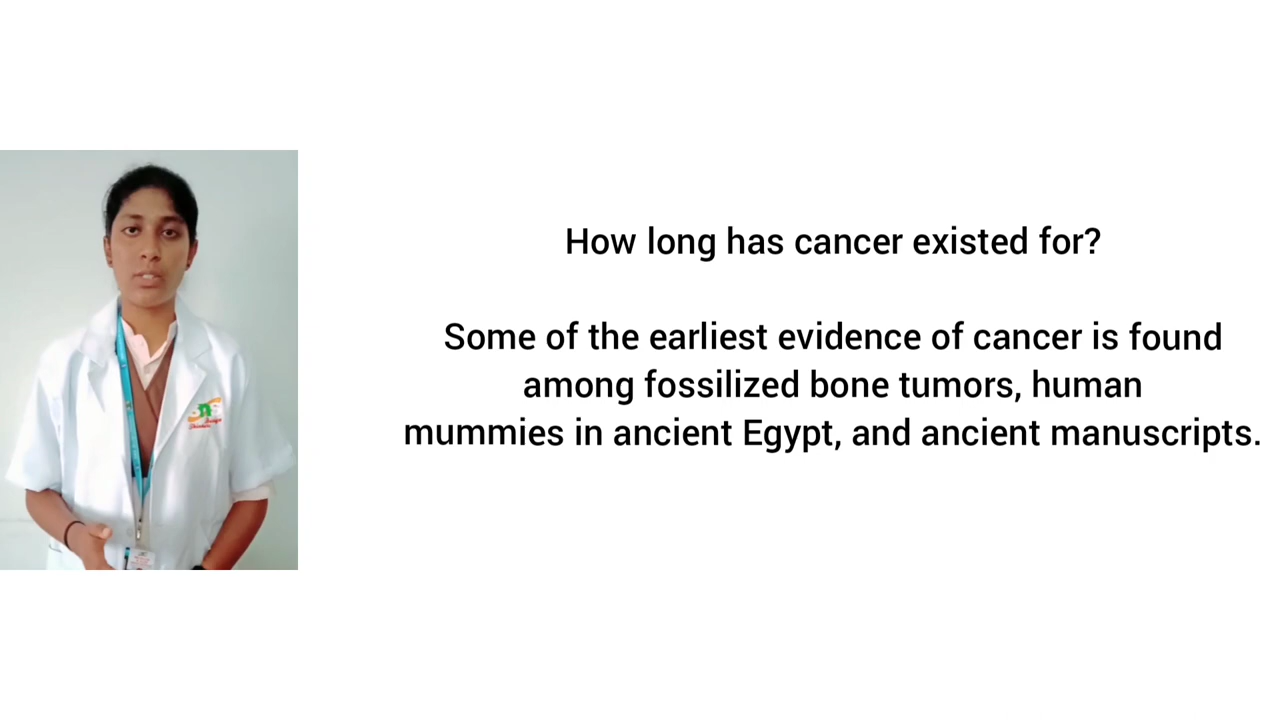 How long has cancer existed for?
Some of the earliest evidence of cancer is found
among fossilized bone tumors, human
mummies in ancient Egypt, and ancient manuscripts.